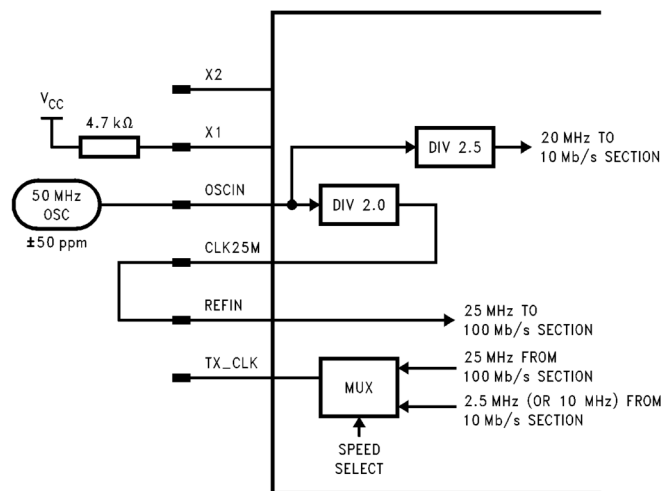 X2
V_CC
4.7 kΩ
X1
20 MHz TO
10 Mb/s SECTION
DIV 2.5
50 MHz
OSC
±50 ppm
OSCIN
DIV 2.0
CLK25M
REFIN
25 MHz TO
100 Mb/s SECTION
TX_CLK
MUX
25 MHz FROM
100 Mb/s SECTION
2.5 MHz (OR 10 MHz) FROM
10 Mb/s SECTION
SPEED
SELECT